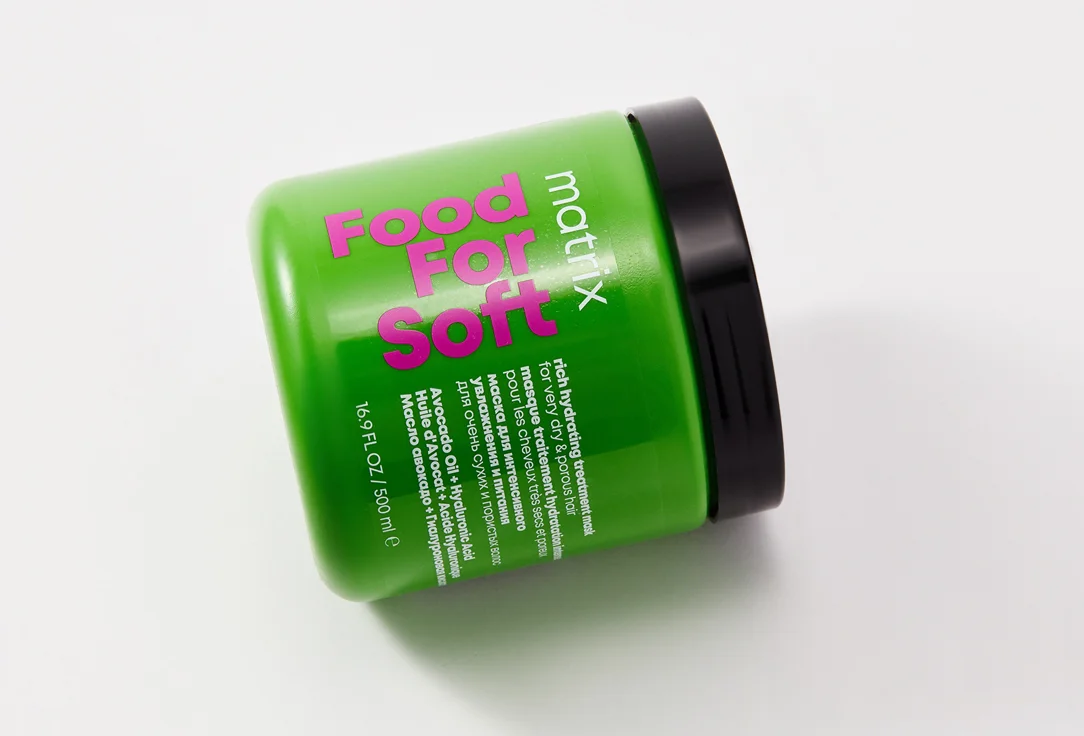 matrix
Food
For
Soft
rich hydrating treatment mask
for very dry & porous hair
masque traitement hydratation
pour les cheveux très secs et poreux
маска для интенсивного
увлажнения и питания
для очень сухих и пористых волос
Avocado Oil + Hyaluronic Acid
Huile d'Avocat + Acide Hyaluronique
Масло авокадо + Гиалуроновая
16.9 FL OZ / 500 ml ℮